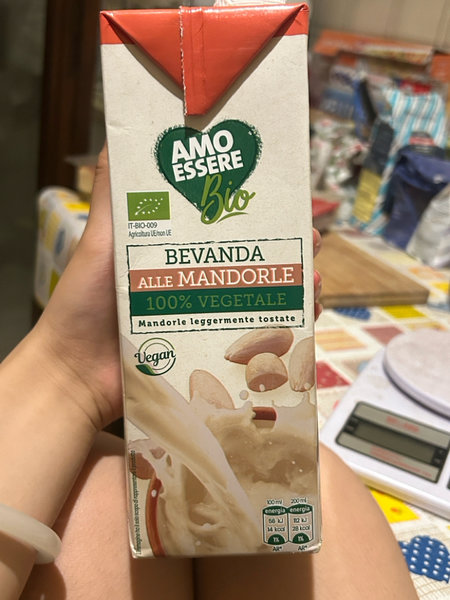 AMO
ESSERE
Bio
IT-BIO-009
Agricoltura UE/non UE
BEVANDA
ALLE MANDORLE
100% VEGETALE
Mandorle leggermente tostate
Vegan
100 ml
200 ml
energia
energia
56 kJ
112 kJ
14 kcal
28 kcal
1%
1%
AR*
AR*